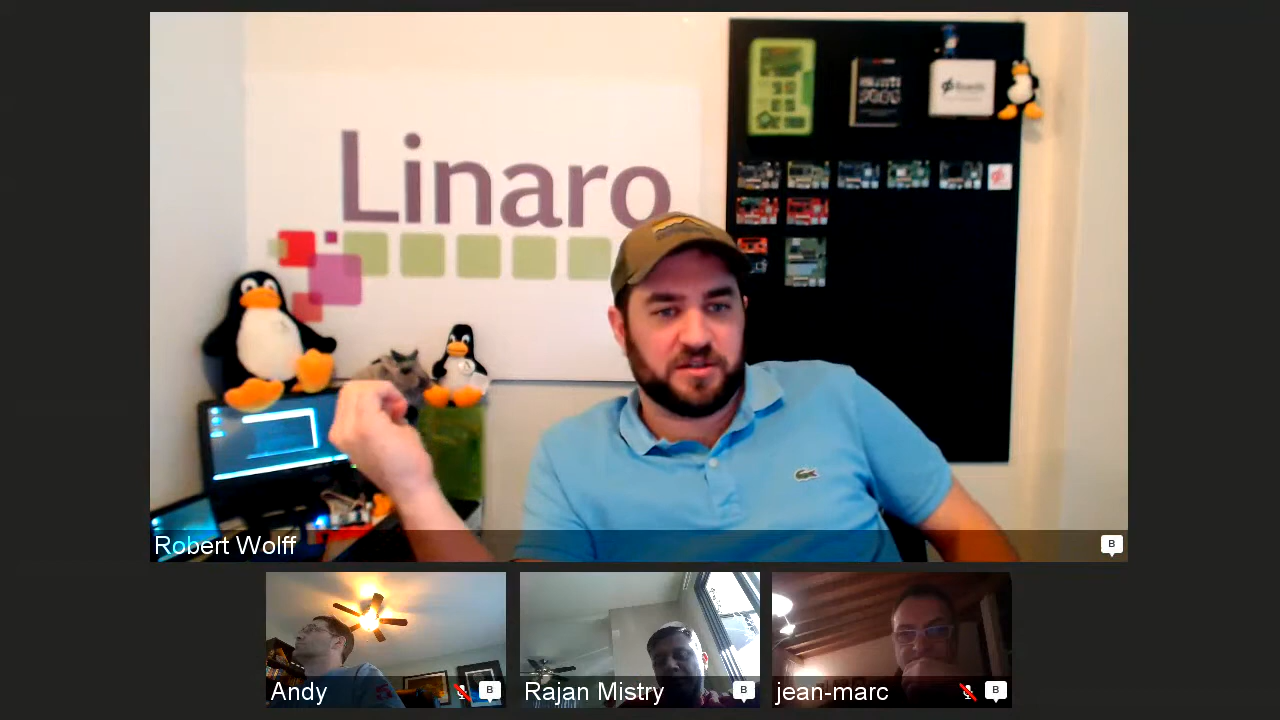 Linaro
Robert Wolff
B
Andy
B
Rajan Mistry
B
jean-marc
B